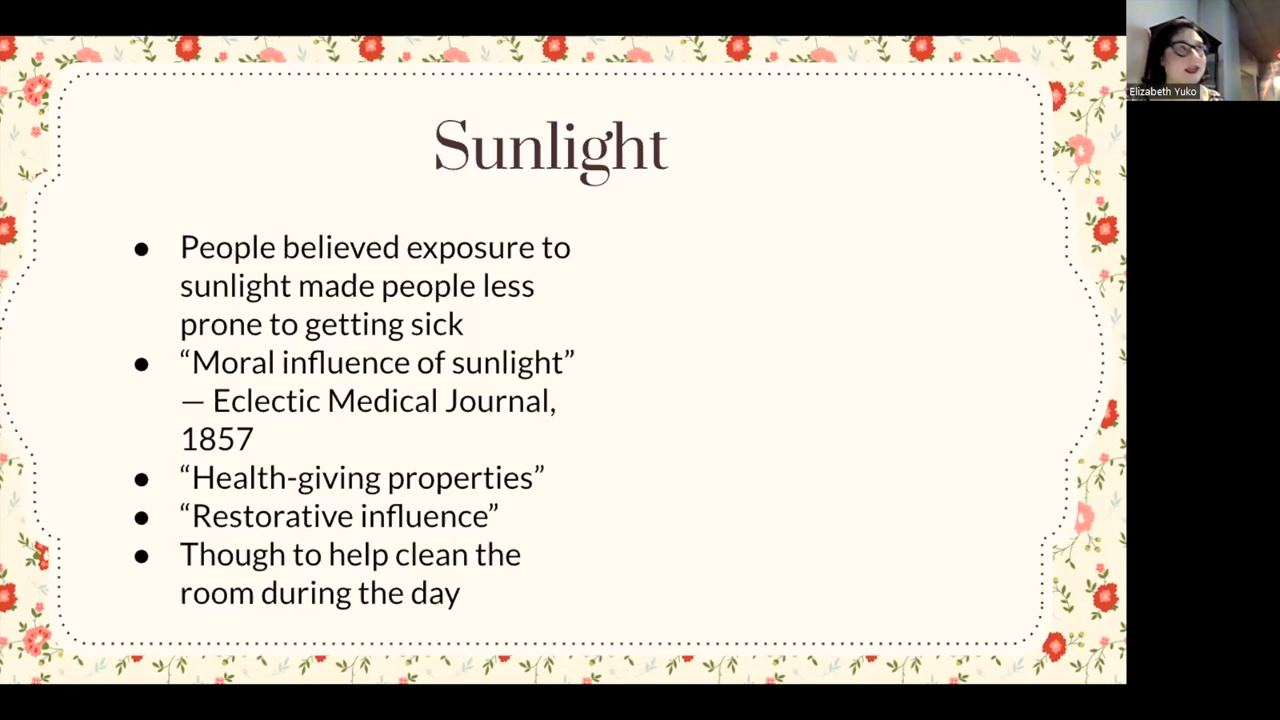 Sunlight
● People believed exposure to
sunlight made people less
prone to getting sick
● “Moral influence of sunlight”
— Eclectic Medical Journal,
1857
● “Health-giving properties”
● “Restorative influence”
● Though to help clean the
room during the day
Elizabeth Yuko